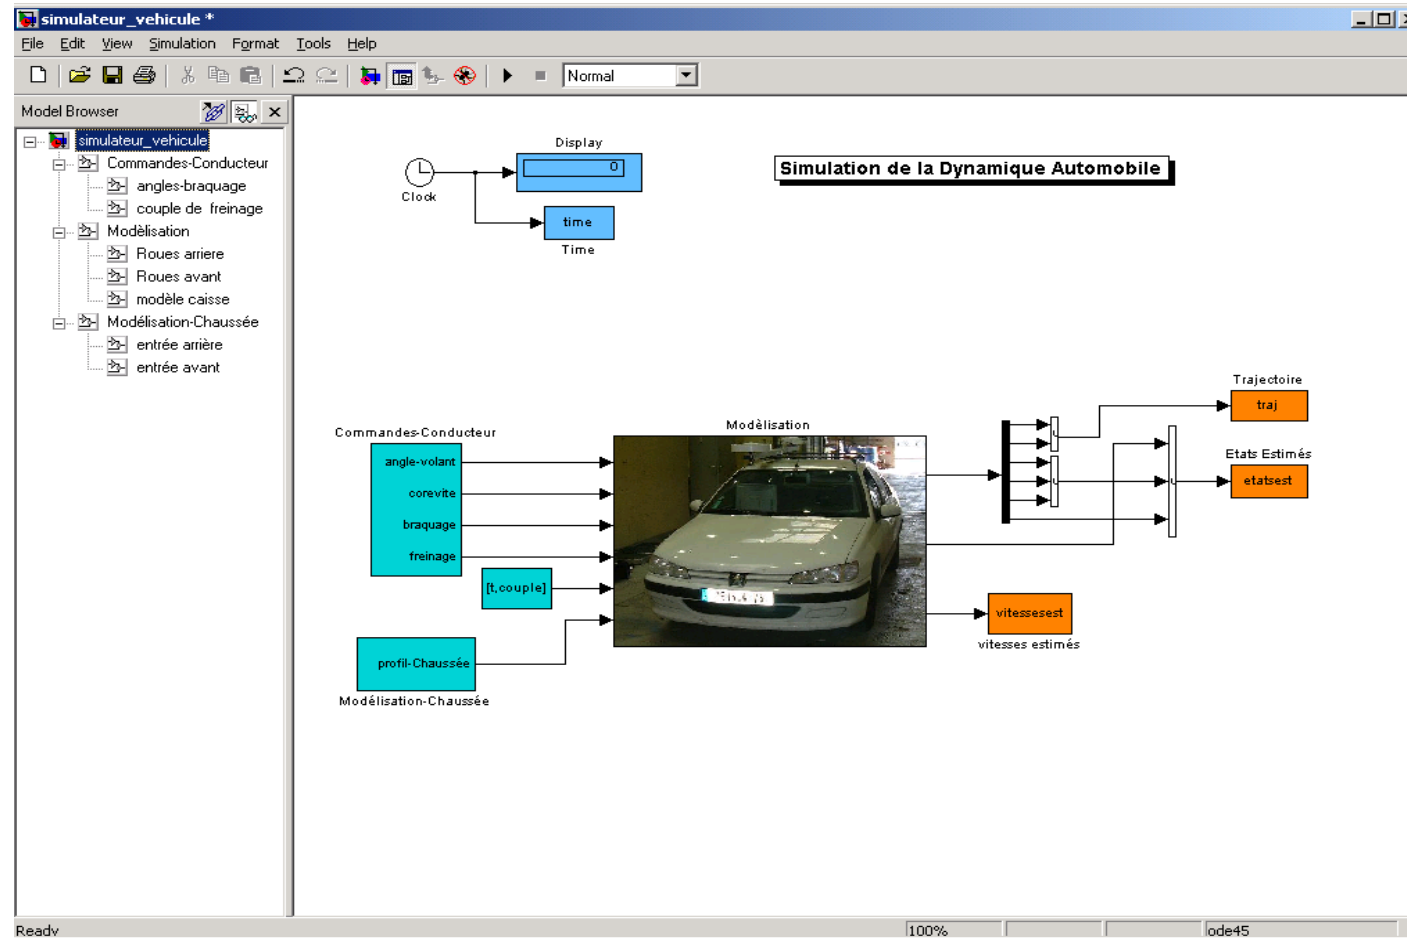 simulateur_vehicule *
File Edit View Simulation Format Tools Help
Normal
Model Browser
simulateur_vehicule
Commandes-Conducteur
angles-braquage
couple de freinage
Modèlisation
Roues arriere
Roues avant
modèle caisse
Modélisation-Chaussée
entrée arrière
entrée avant
Display
0
Clock
time
Time
Simulation de la Dynamique Automobile
Trajectoire
traj
Etats Estimés
etatsest
Modèlisation
Commandes-Conducteur
angle-volant
corevite
braquage
freinage
[t,couple]
profil-Chaussée
Modélisation-Chaussée
vitessesest
vitesses estimés
Ready
100%
ode45